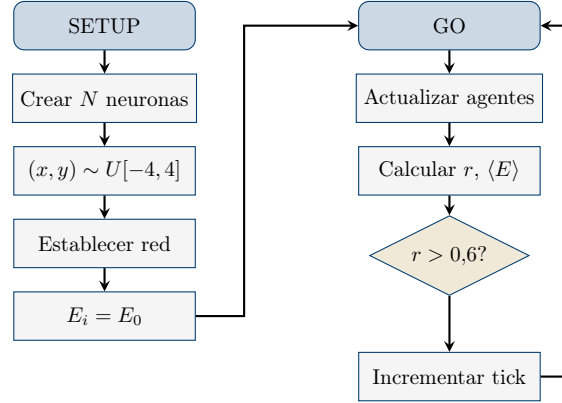 SETUP
Crear N neuronas
(x, y) ∼ U[−4, 4]
Establecer red
E_i = E_0
GO
Actualizar agentes
Calcular r, ⟨E⟩
r > 0,6?
Incrementar tick